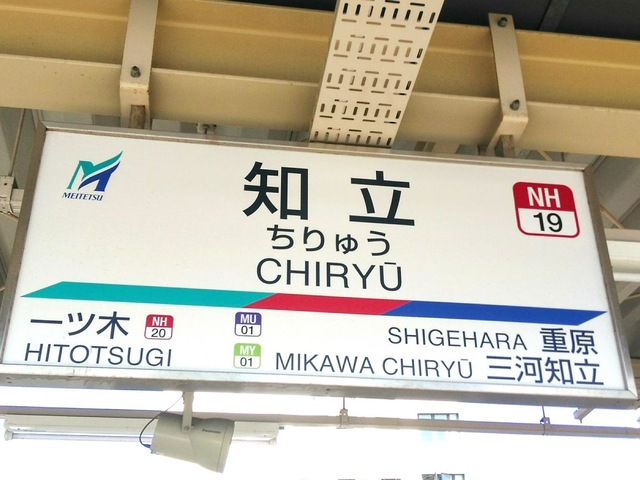 MEITETSU
知立
ちりゅう
CHIRYŪ
NH
19
一ツ木
NH
20
HITOTSUGI
MU
01
MY
01
SHIGEHARA 重原
MIKAWA CHIRYŪ 三河知立